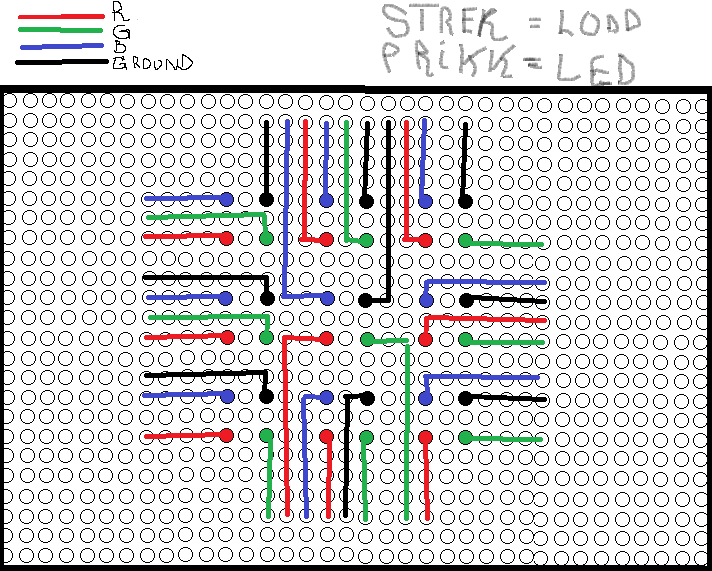 R
G
B
GROUND
STREK = LODD
PRIKK = LED